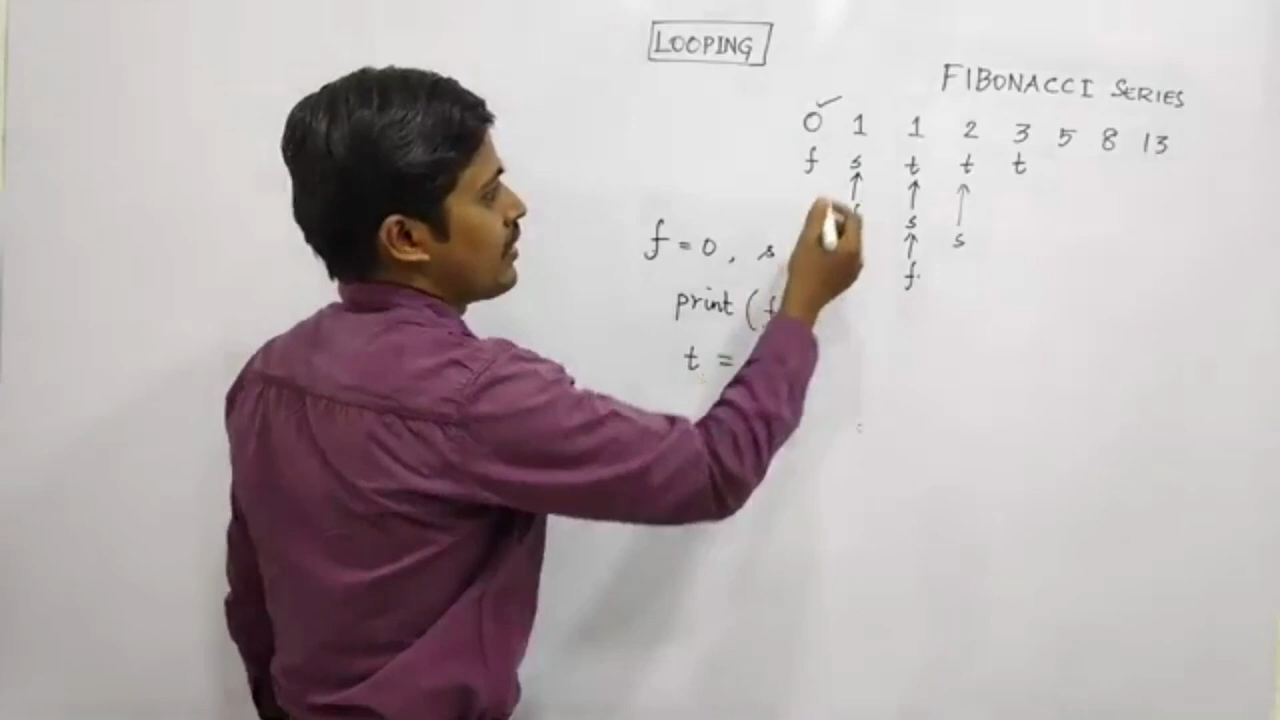 LOOPING
FIBONACCI SERIES
0 1 1 2 3 5 8 13
f s t t t
s s
f
f = 0, s
print (f
t =